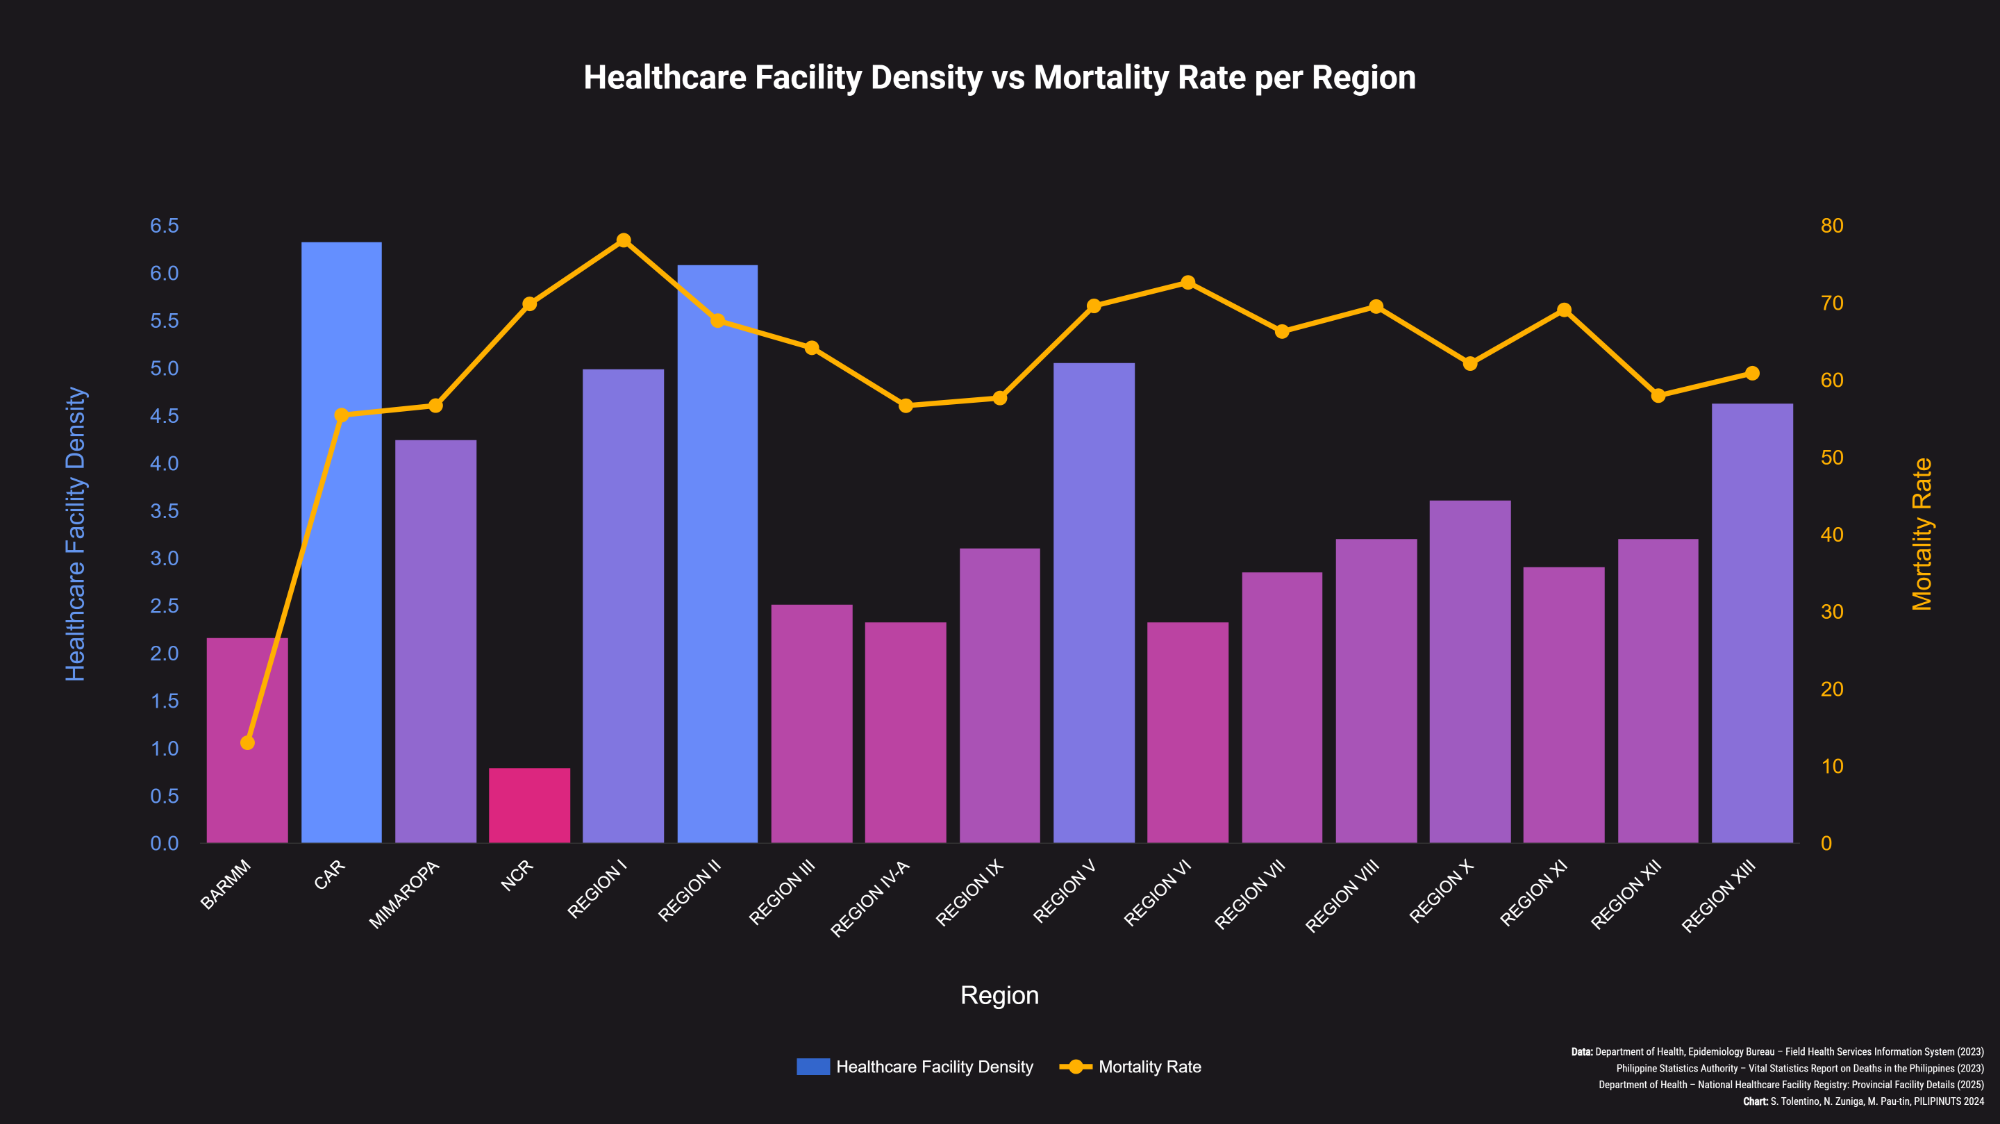 Healthcare Facility Density vs Mortality Rate per Region
Healthcare Facility Density
6.5
6.0
5.5
5.0
4.5
4.0
3.5
3.0
2.5
2.0
1.5
1.0
0.5
0.0
80
70
60
50
40
30
20
10
0
Mortality Rate
BARMM
CAR
MIMAROPA
NCR
REGION I
REGION II
REGION III
REGION IV-A
REGION IX
REGION V
REGION VI
REGION VII
REGION VIII
REGION X
REGION XI
REGION XII
REGION XIII
Region
Healthcare Facility Density
Mortality Rate
Data: Department of Health, Epidemiology Bureau – Field Health Services Information System (2023)
Philippine Statistics Authority – Vital Statistics Report on Deaths in the Philippines (2023)
Department of Health – National Healthcare Facility Registry: Provincial Facility Details (2025)
Chart: S. Tolentino, N. Zuniga, M. Pau-tin, PILIPINUTS 2024